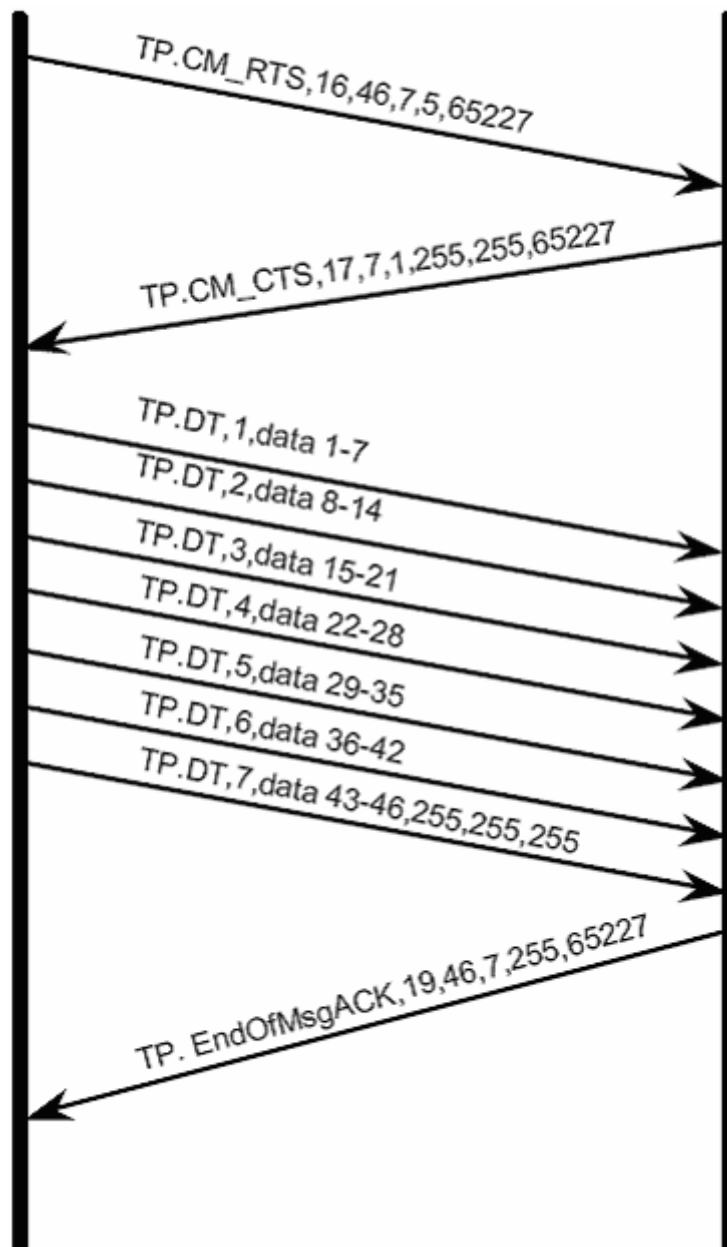 TP.CM_RTS,16,46,7,5,65227
TP.CM_CTS,17,7,1,255,255,65227
TP.DT,1,data 1-7
TP.DT,2,data 8-14
TP.DT,3,data 15-21
TP.DT,4,data 22-28
TP.DT,5,data 29-35
TP.DT,6,data 36-42
TP.DT,7,data 43-46,255,255,255
TP. EndOfMsgACK,19,46,7,255,65227